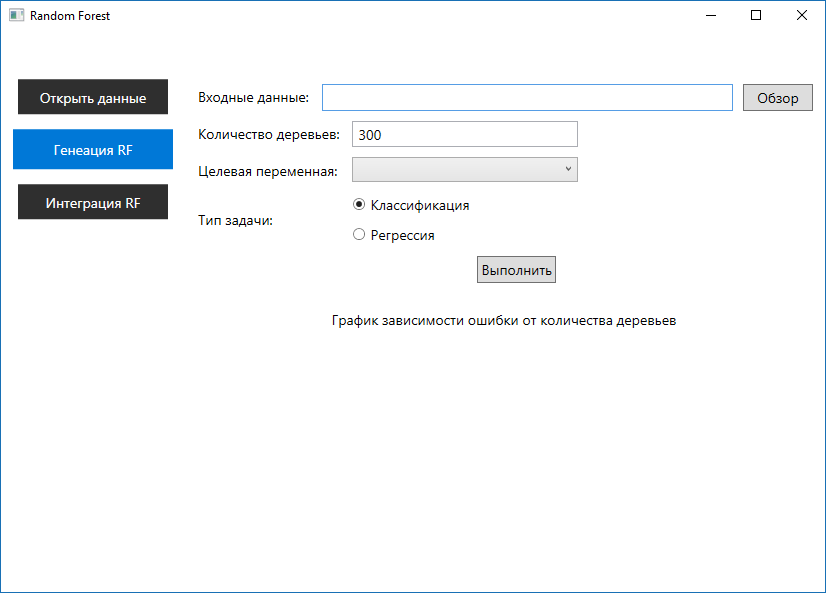 Random Forest
Открыть данные
Генеация RF
Интеграция RF
Входные данные:
Обзор
Количество деревьев:
300
Целевая переменная:
Тип задачи:
Классификация
Регрессия
Выполнить
График зависимости ошибки от количества деревьев